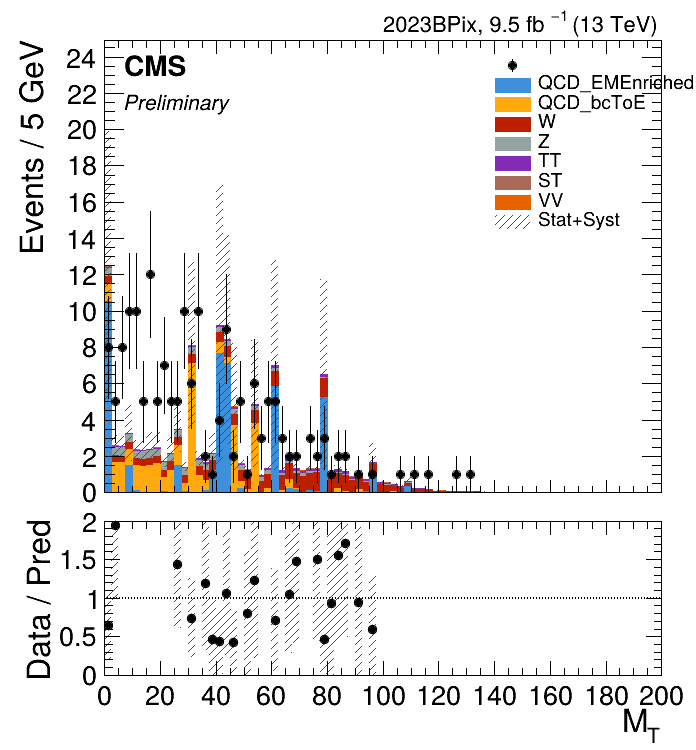 2023BPix, 9.5 fb⁻¹ (13 TeV)
CMS
Preliminary
QCD_EMEnriched
QCD_bcToE
W
Z
TT
ST
VV
Stat+Syst
Events / 5 GeV
24
22
20
18
16
14
12
10
8
6
4
2
0
Data / Pred
2
1.5
1
0.5
0
0 20 40 60 80 100 120 140 160 180 200
M_T